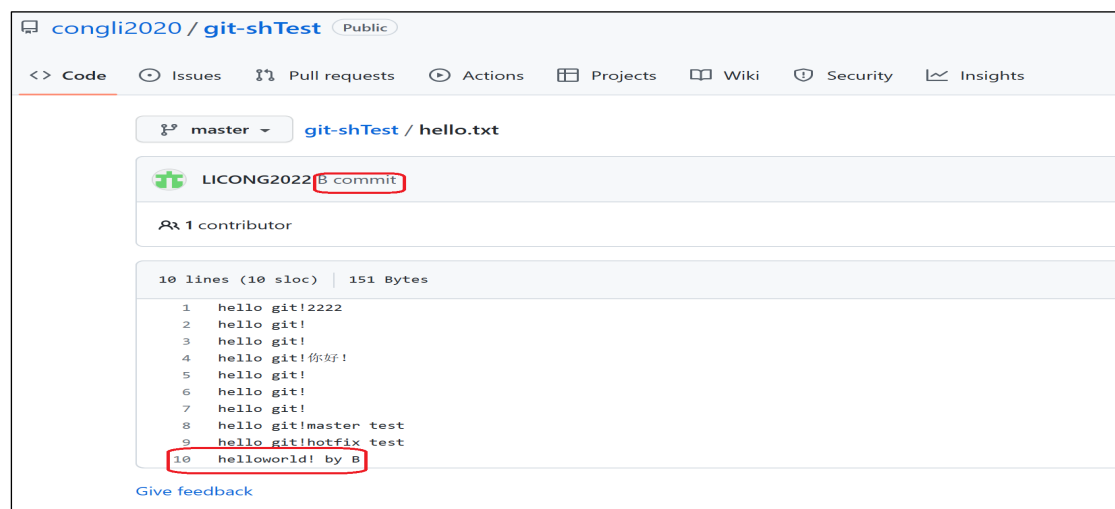 congli2020 / git-shTest Public
<> Code Issues Pull requests Actions Projects Wiki Security Insights
master git-shTest / hello.txt
LICONG2022 B commit
1 contributor
10 lines (10 sloc) 151 Bytes
1 hello git!2222
2 hello git!
3 hello git!
4 hello git!你好!
5 hello git!
6 hello git!
7 hello git!
8 hello git!master test
9 hello git!hotfix test
10 helloworld! by B
Give feedback